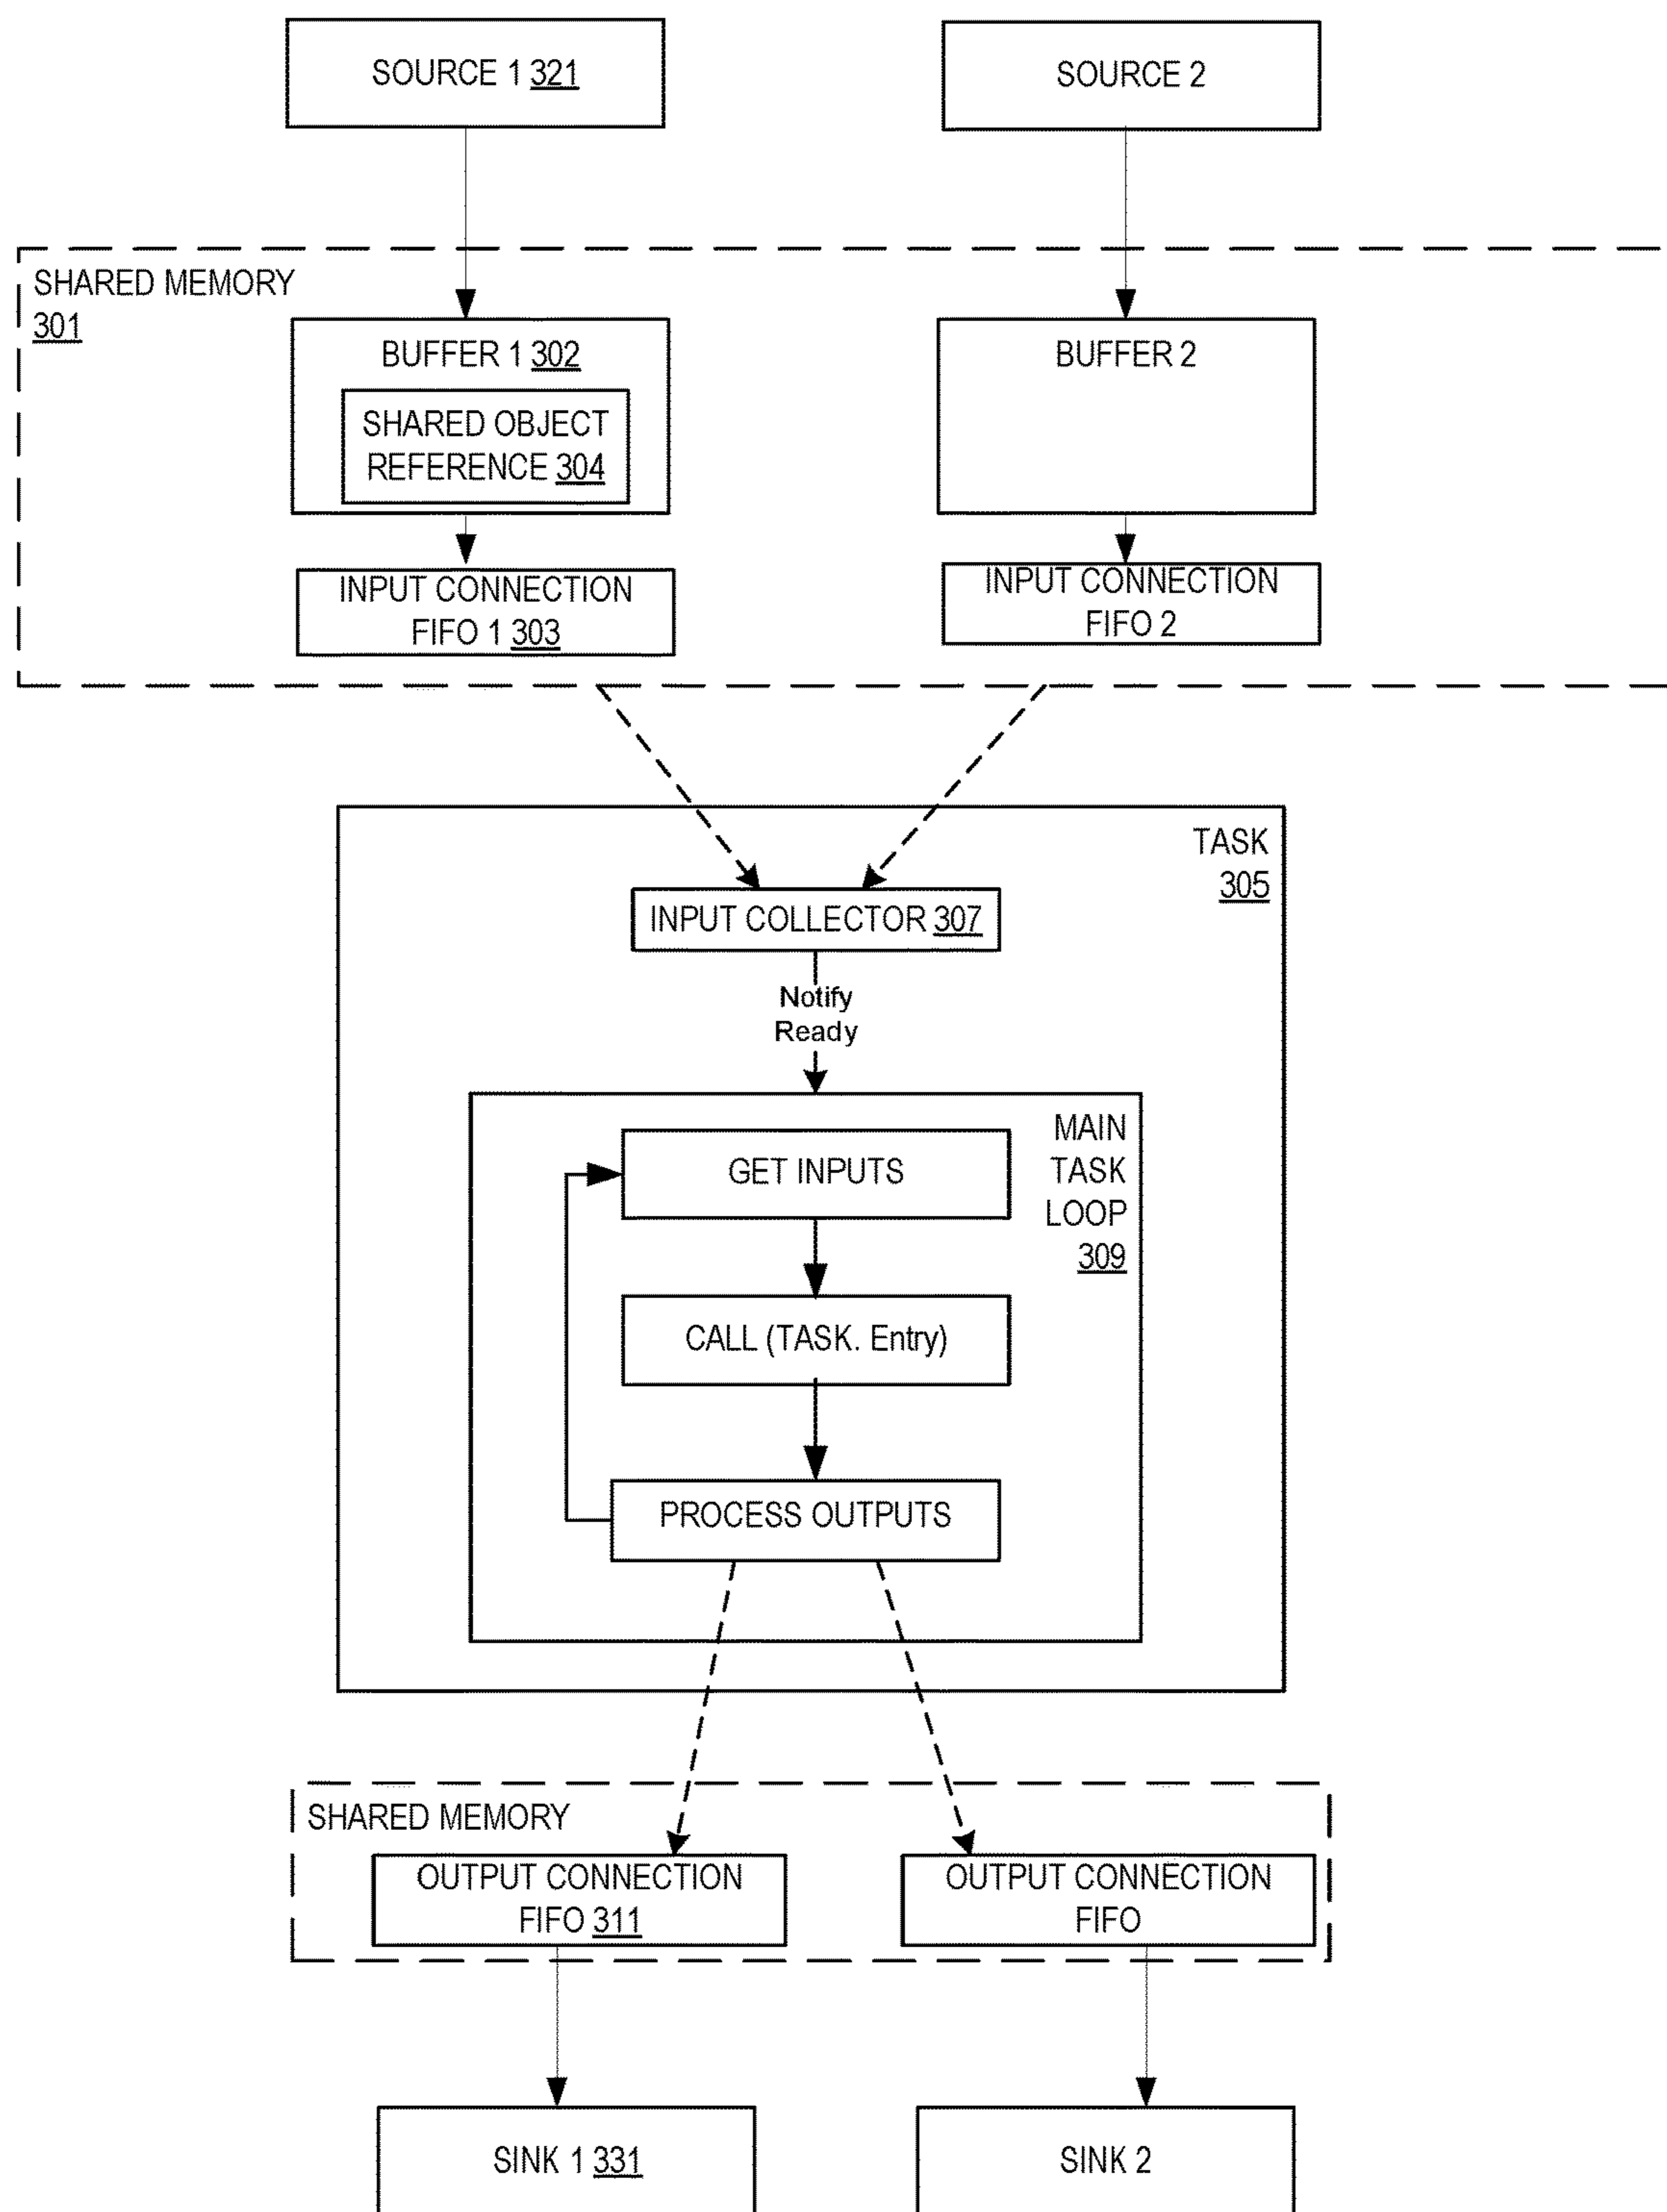 SOURCE 1 321
SOURCE 2
SHARED MEMORY
301
BUFFER 1 302
SHARED OBJECT
REFERENCE 304
BUFFER 2
INPUT CONNECTION
FIFO 1 303
INPUT CONNECTION
FIFO 2
TASK
305
INPUT COLLECTOR 307
Notify
Ready
MAIN
TASK
LOOP
309
GET INPUTS
CALL (TASK. Entry)
PROCESS OUTPUTS
SHARED MEMORY
OUTPUT CONNECTION
FIFO 311
OUTPUT CONNECTION
FIFO
SINK 1 331
SINK 2